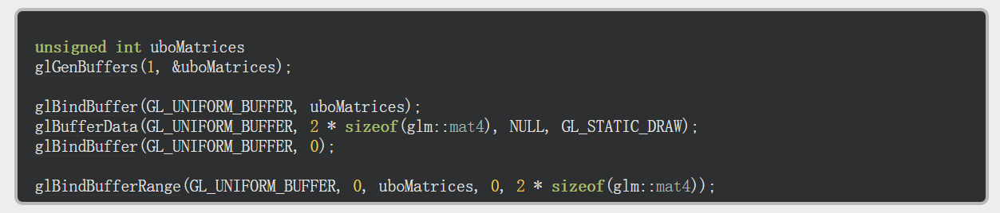 unsigned int uboMatrices
glGenBuffers(1, &uboMatrices);
glBindBuffer(GL_UNIFORM_BUFFER, uboMatrices);
glBufferData(GL_UNIFORM_BUFFER, 2 * sizeof(glm::mat4), NULL, GL_STATIC_DRAW);
glBindBuffer(GL_UNIFORM_BUFFER, 0);
glBindBufferRange(GL_UNIFORM_BUFFER, 0, uboMatrices, 0, 2 * sizeof(glm::mat4));